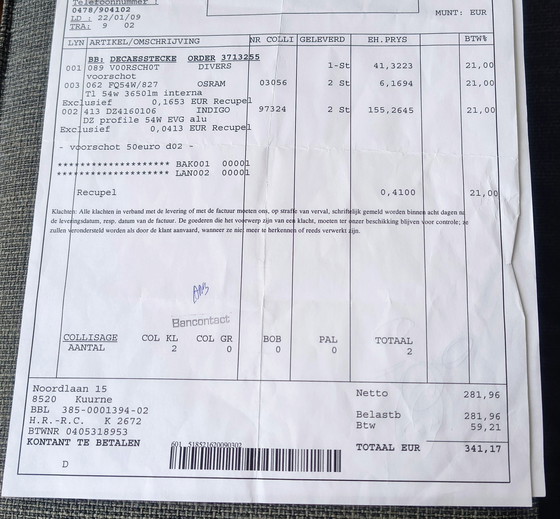 Telefoonnummer :
0478/904102
LD : 22/01/09
TRA: 9 02
MUNT: EUR
LYN ARTIKEL/OMSCHRIJVING NR COLLI GELEVERD EH.PRYS BTW%
BB: DECAESSTECKE ORDER 3713255
001 089 V00RSCH0T DIVERS 1-St 41,3223 21,00
voorschot
003 062 FQ54W/827 OSRAM 03056 2 St 6,1694 21,00
Tl 54w 3650lm interna
Exclusief 0,1653 EUR Recupel
002 413 DZ4160106 INDIGO 97324 2 St 155,2645 21,00
DZ profile 54W EVG alu
Exclusief 0,0413 EUR Recupel
- voorschot 50euro d02 -
******************* BAK001 00001
******************* LAN002 00001
Recupel 0,4100 21,00
Klachten: Alle klachten in verband met de levering of met de factuur moeten ons, op straffe van verval, schriftelijk gemeld worden binnen acht dagen na
de leveringsdatum, resp. datum van de factuur. De goederen die het voorwerp zijn van een klacht, moeten ter onzer beschikking blijven voor controle; ze
zullen verondersteld worden als door de klant aanvaard, wanneer ze niet meer te herkennen of reeds verwerkt zijn.
Bancontact
COLLISAGE COL KL COL GR BOB PAL TOTAAL
AANTAL 2 0 0 0 2
Noordlaan 15
8520 Kuurne
BBL 385-0001394-02
H.R.-R.C. K 2672
BTWNR 0405318953
KONTANT TE BETALEN
Netto 281,96
Belastb 281,96
Btw 59,21
TOTAAL EUR 341,17
601 518521620090302
D